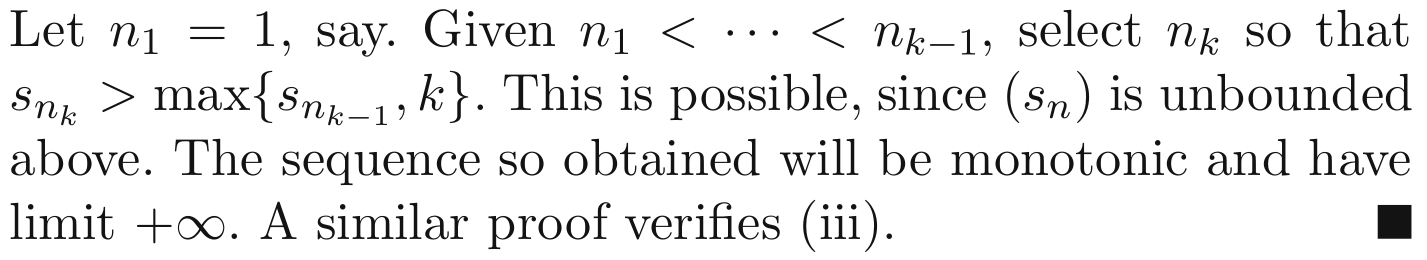 Let $n_1 = 1$, say. Given $n_1 < \cdots < n_{k-1}$, select $n_k$ so that
$s_{n_k} > \max\{s_{n_{k-1}}, k\}$. This is possible, since $(s_n)$ is unbounded
above. The sequence so obtained will be monotonic and have
limit $+\infty$. A similar proof verifies (iii). ■